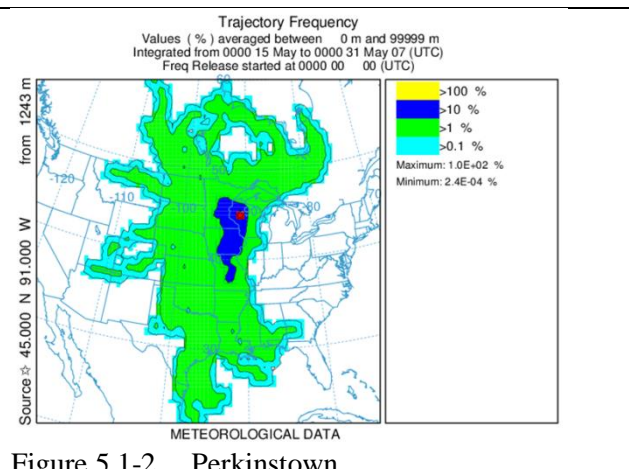 Trajectory Frequency
Values ( % ) averaged between 0 m and 99999 m
Integrated from 0000 15 May to 0000 31 May 07 (UTC)
Freq Release started at 0000 00 00 (UTC)
Source ☆ 45.000 N 91.000 W from 1243 m
-120
-110
-100
-80
>100 %
>10 %
>1 %
>0.1 %
Maximum: 1.0E+02 %
Minimum: 2.4E-04 %
METEOROLOGICAL DATA
Figure 5.1-2 Perkinstown